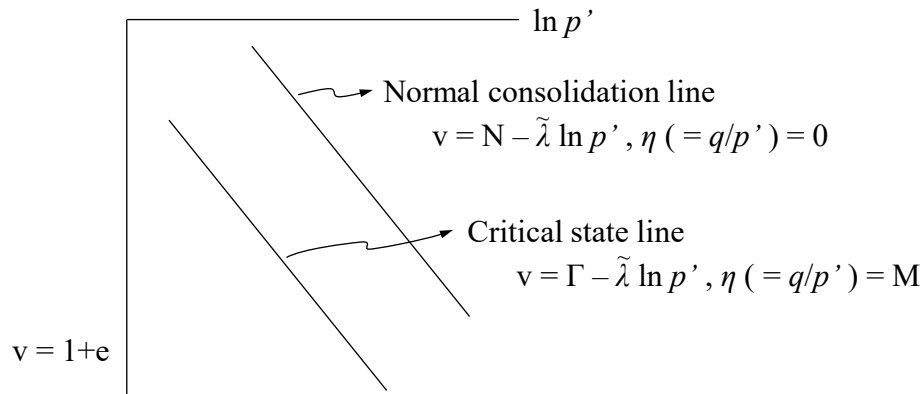 ln p’
Normal consolidation line
v = N – λ̃ ln p’ , η ( = q/p’ ) = 0
Critical state line
v = Γ – λ̃ ln p’ , η ( = q/p’ ) = M
v = 1+e